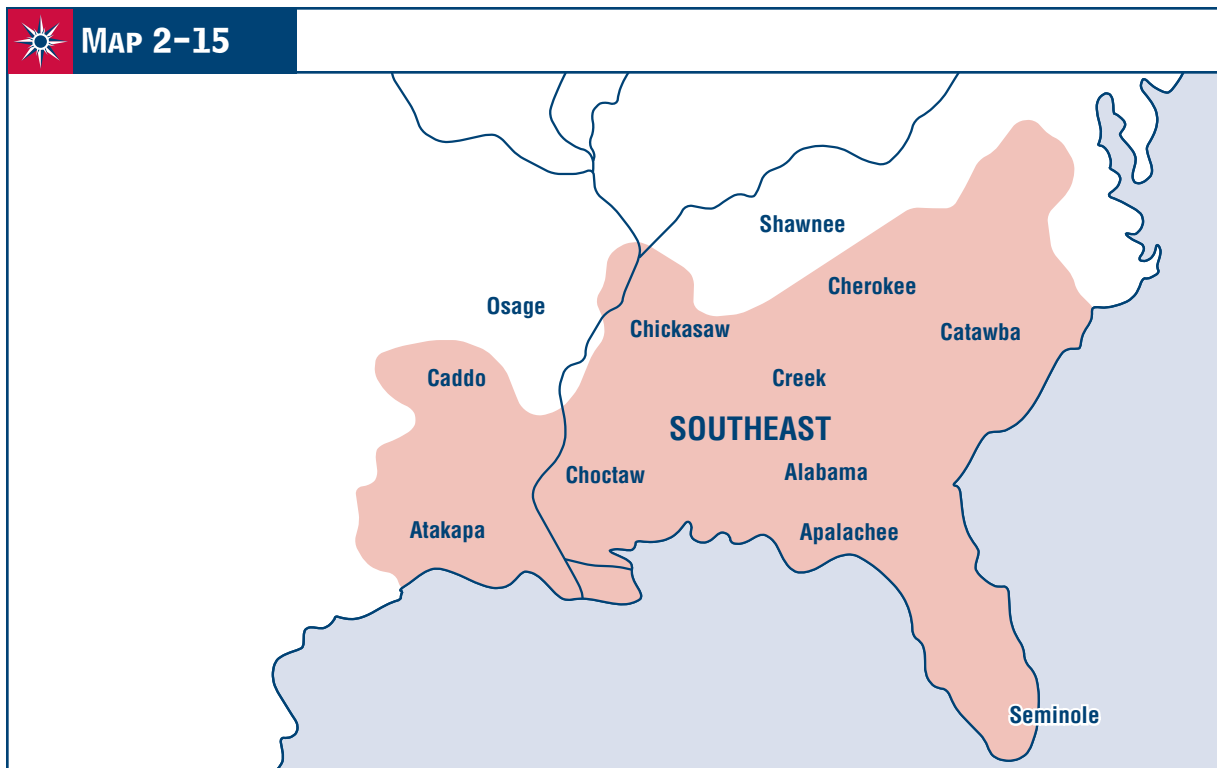 MAP 2–15
Shawnee
Cherokee
Osage
Chickasaw
Catawba
Caddo
Creek
SOUTHEAST
Choctaw
Alabama
Atakapa
Apalachee
Seminole